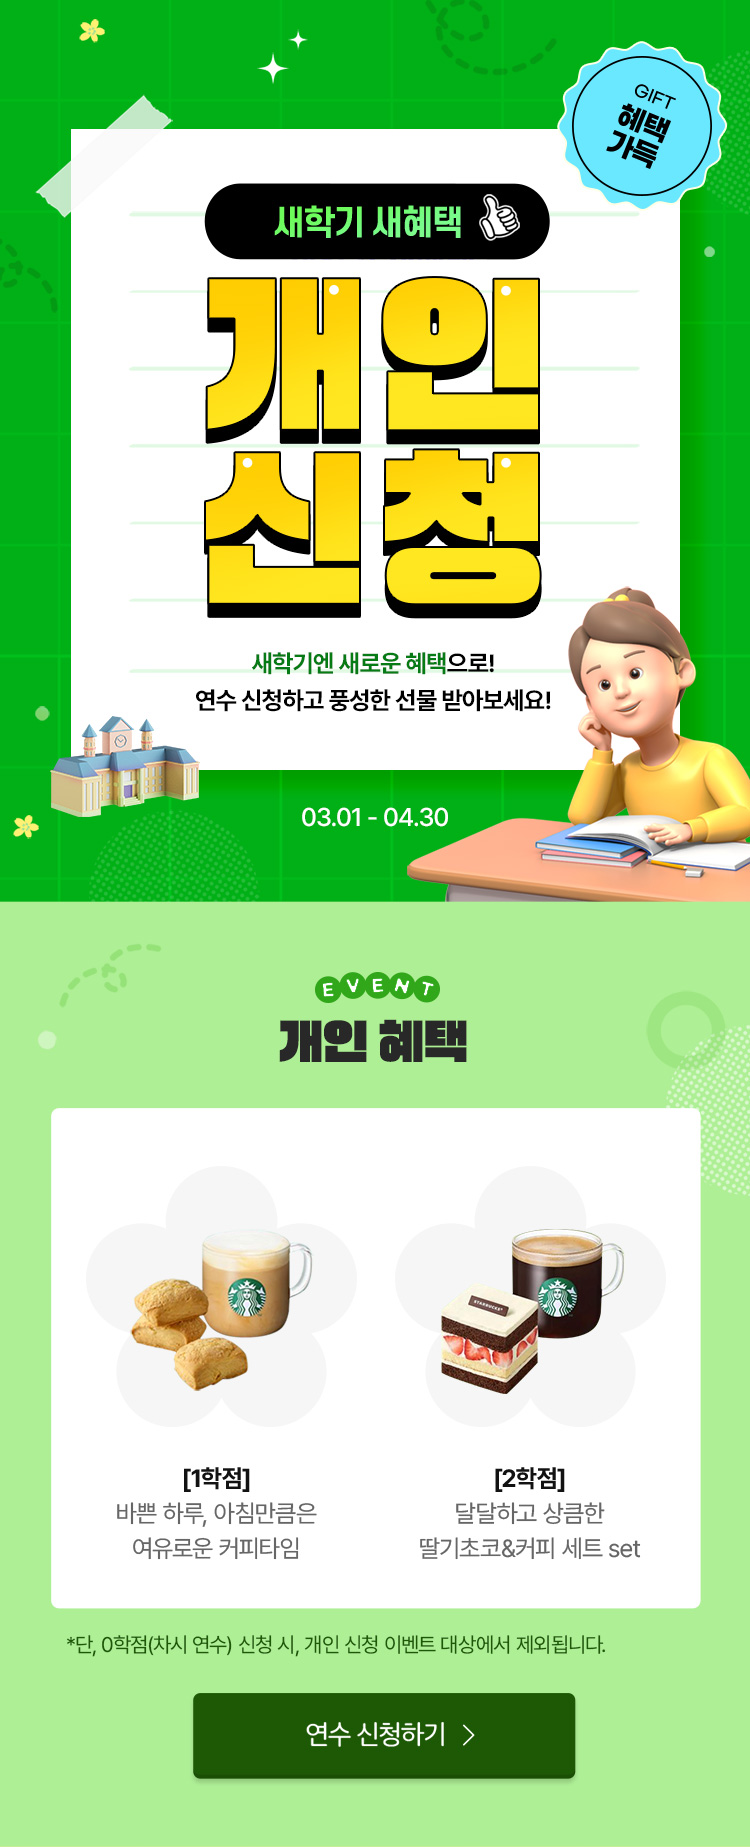 GIFT
혜택
가득
새학기 새혜택
개인
신청
새학기엔 새로운 혜택으로!
연수 신청하고 풍성한 선물 받아보세요!
03.01 - 04.30
EVENT
개인 혜택
STARBUCKS
[1학점]
바쁜 하루, 아침만큼은
여유로운 커피타임
[2학점]
달달하고 상큼한
딸기초코&커피 세트 set
*단, 0학점(차시 연수) 신청 시, 개인 신청 이벤트 대상에서 제외됩니다.
연수 신청하기 >